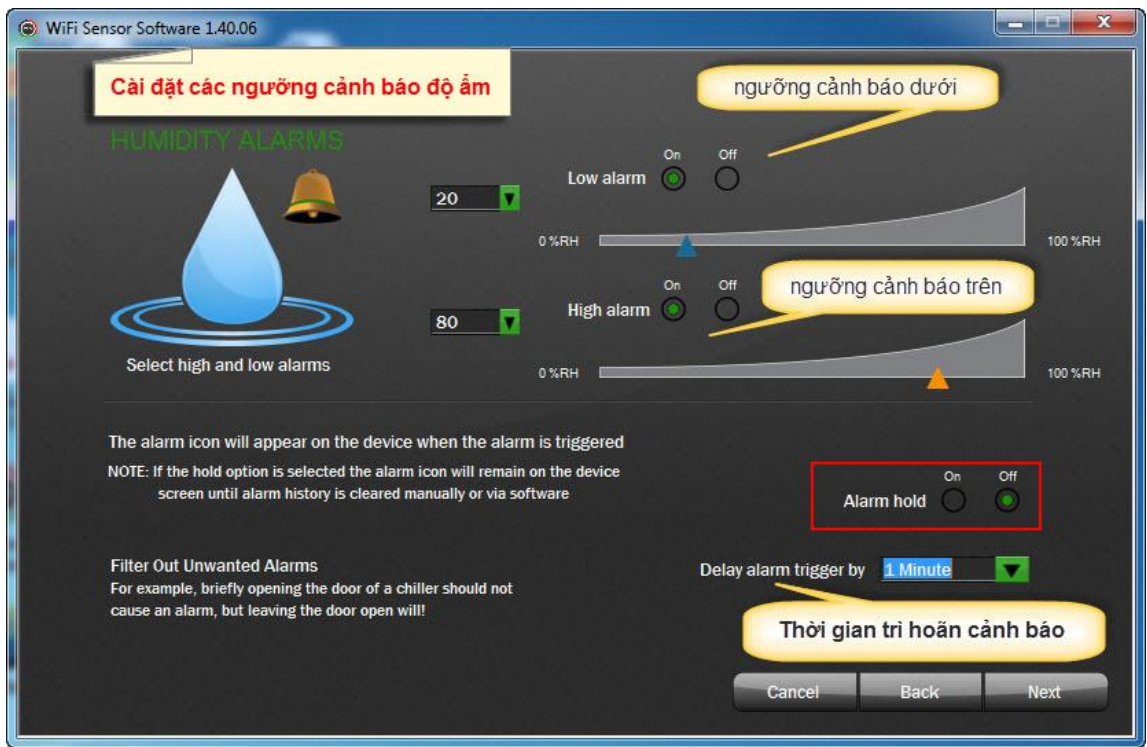 WiFi Sensor Software 1.40.06
Cài đặt các ngưỡng cảnh báo độ ẩm
ngưỡng cảnh báo dưới
HUMIDITY ALARMS
On Off
Low alarm
20
0 %RH 100 %RH
On Off
ngưỡng cảnh báo trên
High alarm
80
Select high and low alarms
0 %RH 100 %RH
The alarm icon will appear on the device when the alarm is triggered
NOTE: If the hold option is selected the alarm icon will remain on the device
screen until alarm history is cleared manually or via software
On Off
Alarm hold
Filter Out Unwanted Alarms
For example, briefly opening the door of a chiller should not
cause an alarm, but leaving the door open will!
Delay alarm trigger by 1 Minute
Thời gian trì hoãn cảnh báo
Cancel Back Next